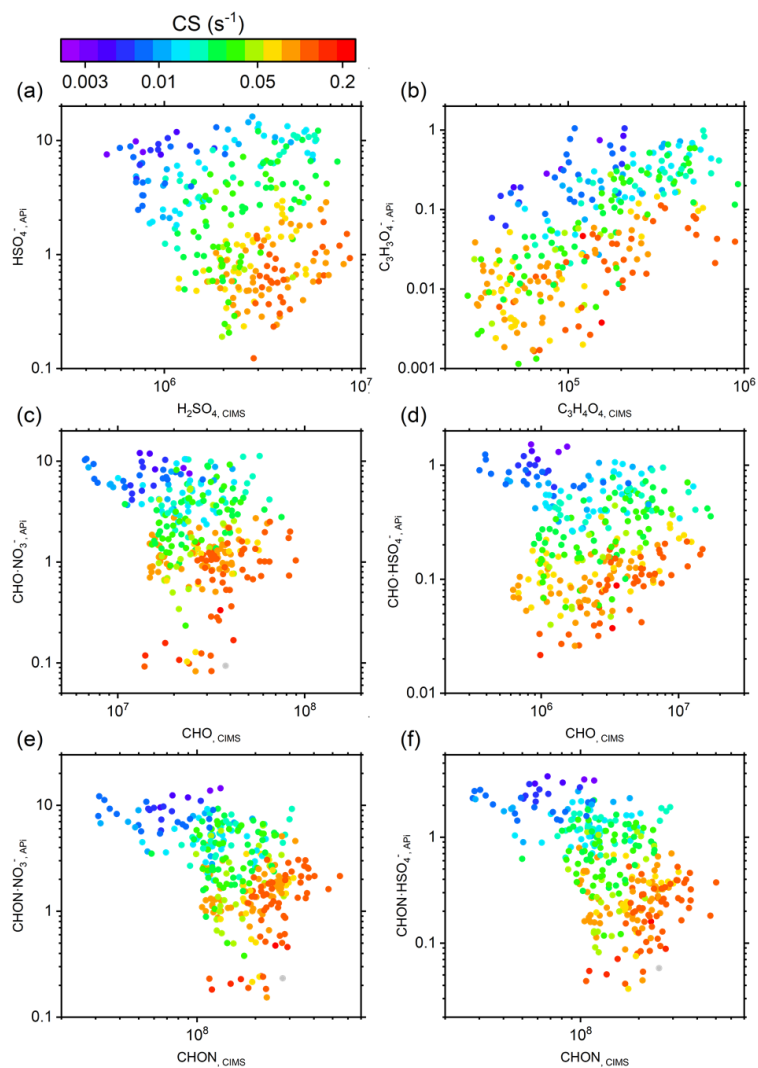 CS (s⁻¹)
0.003 0.01 0.05 0.2
(a) (b)
10
1
0.1
HSO₄⁻, APi
10⁶ 10⁷
H₂SO₄, CIMS
1
0.1
0.01
0.001
C₃H₃O₄⁻, APi
10⁵ 10⁶
C₃H₄O₄, CIMS
(c) (d)
10
1
0.1
CHO·NO₃⁻, APi
10⁷ 10⁸
CHO, CIMS
1
0.1
0.01
CHO·HSO₄⁻, APi
10⁶ 10⁷
CHO, CIMS
(e) (f)
10
1
0.1
CHON·NO₃⁻, APi
10⁸
CHON, CIMS
1
0.1
CHON·HSO₄⁻, APi
10⁸
CHON, CIMS